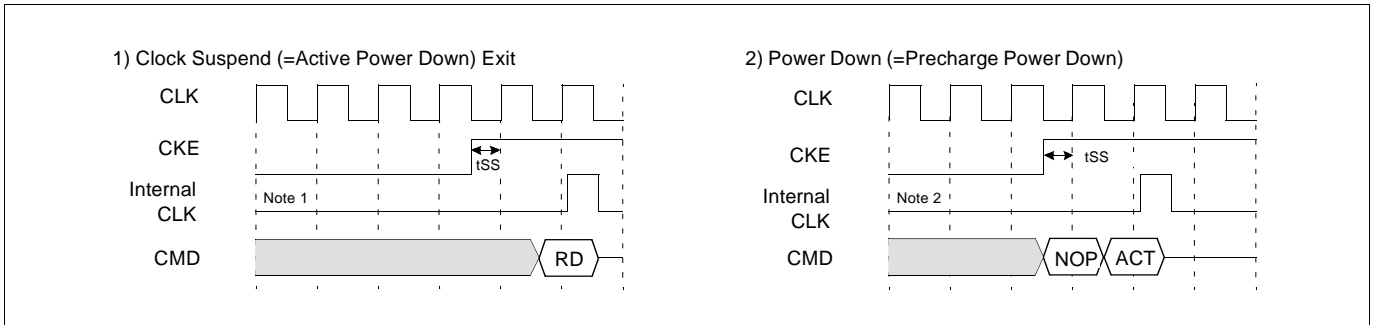 1) Clock Suspend (=Active Power Down) Exit
CLK
CKE
tSS
Internal
CLK
Note 1
CMD
RD
2) Power Down (=Precharge Power Down)
CLK
CKE
tSS
Internal
CLK
Note 2
CMD
NOP
ACT